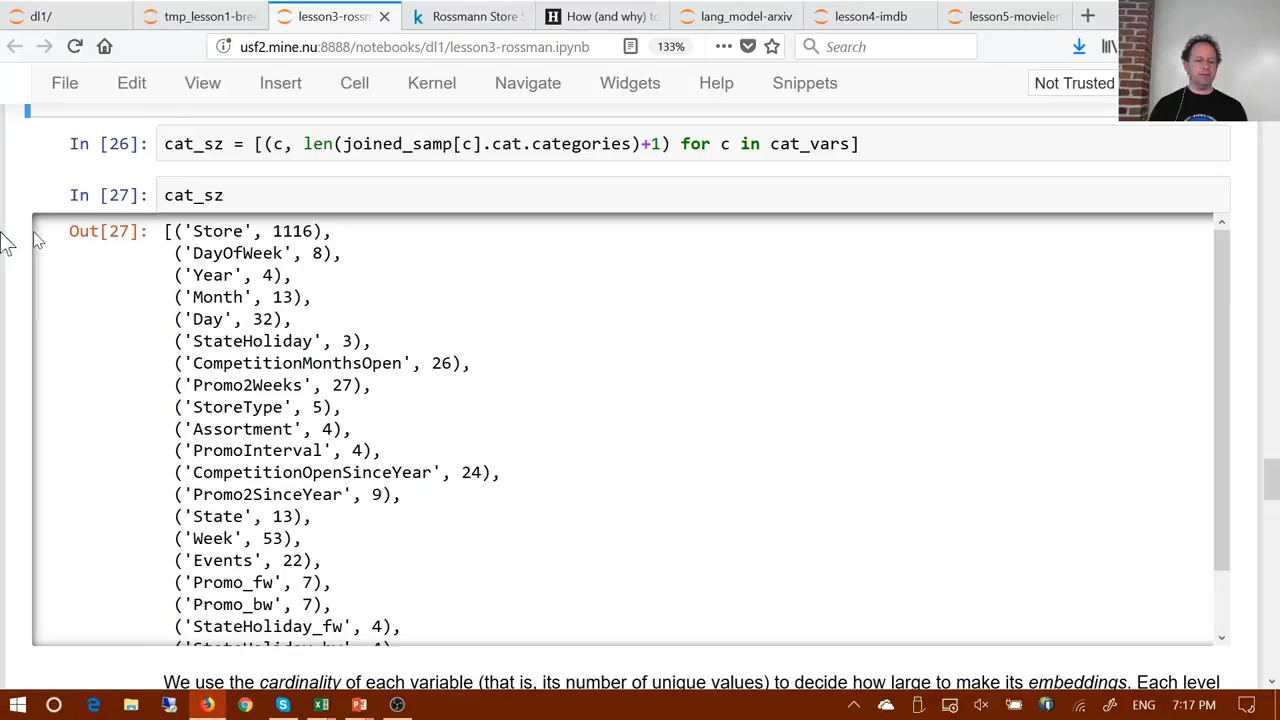 dl1/
tmp_lesson1-bree
lesson3-rossm
Rossmann Store S
How (and why) to
lang_model-arxiv
lesson4-imdb
lesson5-movielen
usf2.mine.nu:8888/notebooks/dl1/lesson3-rossman.ipynb
133%
Search
File Edit View Insert Cell Kernel Navigate Widgets Help Snippets
Not Trusted
In [26]: cat_sz = [(c, len(joined_samp[c].cat.categories)+1) for c in cat_vars]
In [27]: cat_sz
Out[27]: [('Store', 1116),
('DayOfWeek', 8),
('Year', 4),
('Month', 13),
('Day', 32),
('StateHoliday', 3),
('CompetitionMonthsOpen', 26),
('Promo2Weeks', 27),
('StoreType', 5),
('Assortment', 4),
('PromoInterval', 4),
('CompetitionOpenSinceYear', 24),
('Promo2SinceYear', 9),
('State', 13),
('Week', 53),
('Events', 22),
('Promo_fw', 7),
('Promo_bw', 7),
('StateHoliday_fw', 4),
We use the cardinality of each variable (that is, its number of unique values) to decide how large to make its embeddings. Each level
ENG 7:17 PM